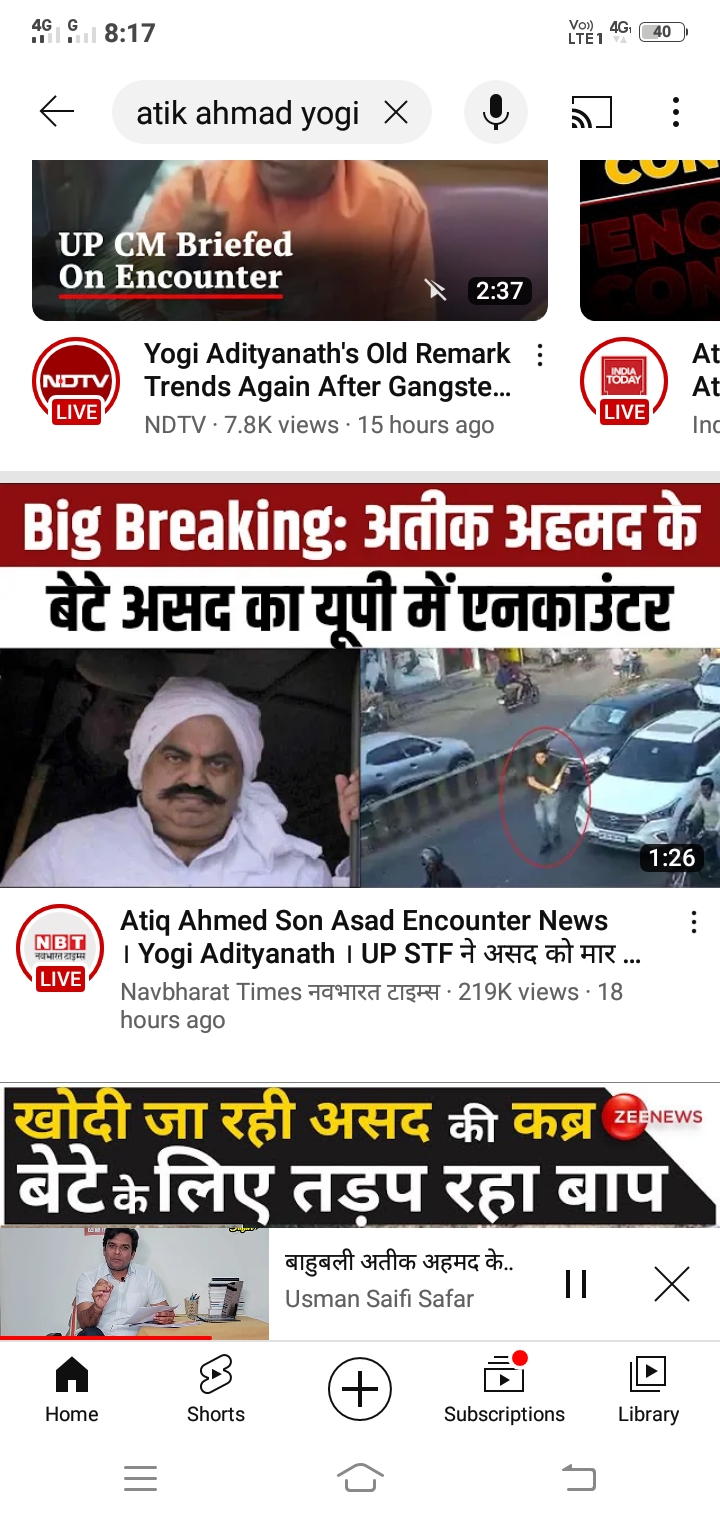 4G G 8:17 Vo)) LTE1 4G 40
atik ahmad yogi
UP CM Briefed
On Encounter
2:37
NDTV
LIVE
Yogi Adityanath's Old Remark
Trends Again After Gangste...
NDTV · 7.8K views · 15 hours ago
INDIA
TODAY
LIVE
At
At
Inc
Big Breaking: अतीक अहमद के
बेटे असद का यूपी में एनकाउंटर
1:26
NBT
नवभारत टाइम्स
LIVE
Atiq Ahmed Son Asad Encounter News
। Yogi Adityanath । UP STF ने असद को मार ...
Navbharat Times नवभारत टाइम्स · 219K views · 18
hours ago
खोदी जा रही असद की कब्र ZEE NEWS
बेटे के लिए तड़प रहा बाप
बाहुबली अतीक अहमद के..
Usman Saifi Safar
Home Shorts Subscriptions Library